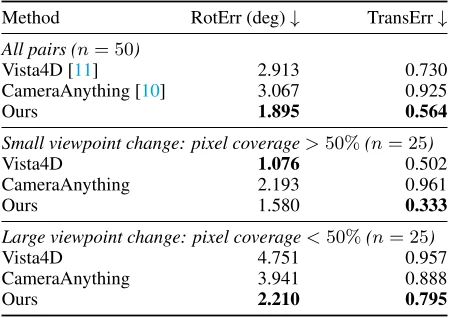 Method RotErr (deg) ↓ TransErr ↓
All pairs (n = 50)
Vista4D [11] 2.913 0.730
CameraAnything [10] 3.067 0.925
Ours 1.895 0.564
Small viewpoint change: pixel coverage > 50% (n = 25)
Vista4D 1.076 0.502
CameraAnything 2.193 0.961
Ours 1.580 0.333
Large viewpoint change: pixel coverage < 50% (n = 25)
Vista4D 4.751 0.957
CameraAnything 3.941 0.888
Ours 2.210 0.795